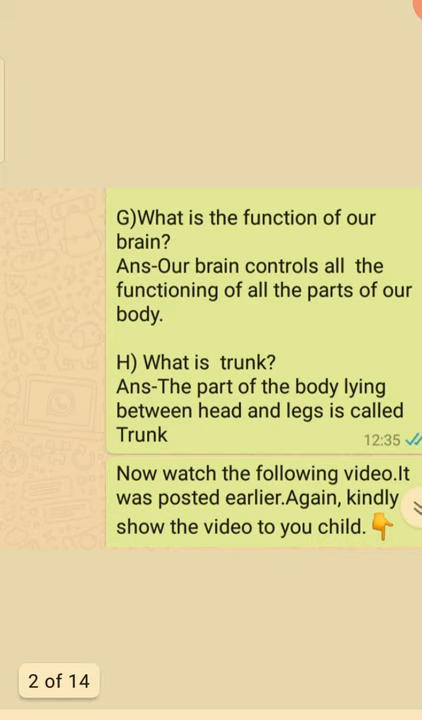 G)What is the function of our
brain?
Ans-Our brain controls all  the
functioning of all the parts of our
body.
H) What is  trunk?
Ans-The part of the body lying
between head and legs is called
Trunk
12:35
Now watch the following video.It
was posted earlier.Again, kindly
show the video to you child.👇
2 of 14